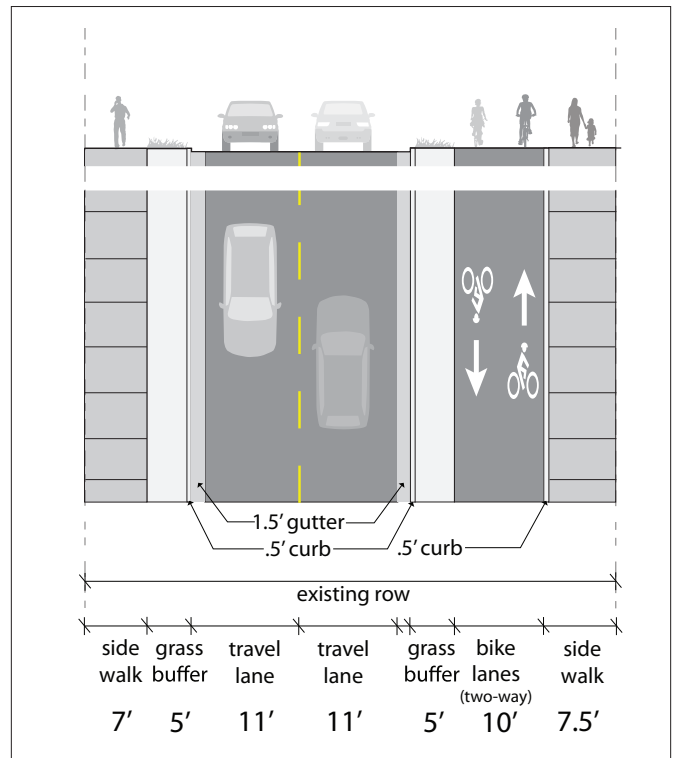 1.5’ gutter
.5’ curb .5’ curb
existing row
side grass travel travel grass bike side
walk buffer lane lane buffer lanes walk
(two-way)
7’ 5’ 11’ 11’ 5’ 10’ 7.5’